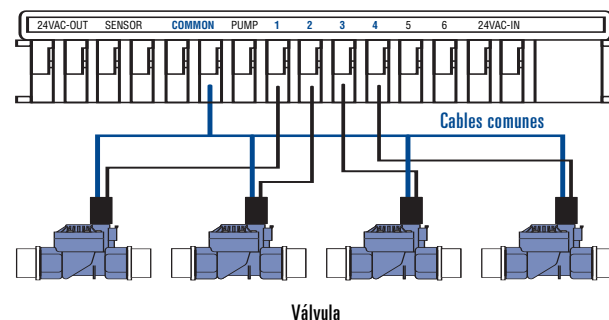 24VAC-OUT SENSOR COMMON PUMP 1 2 3 4 5 6 24VAC-IN
Cables comunes
Válvula